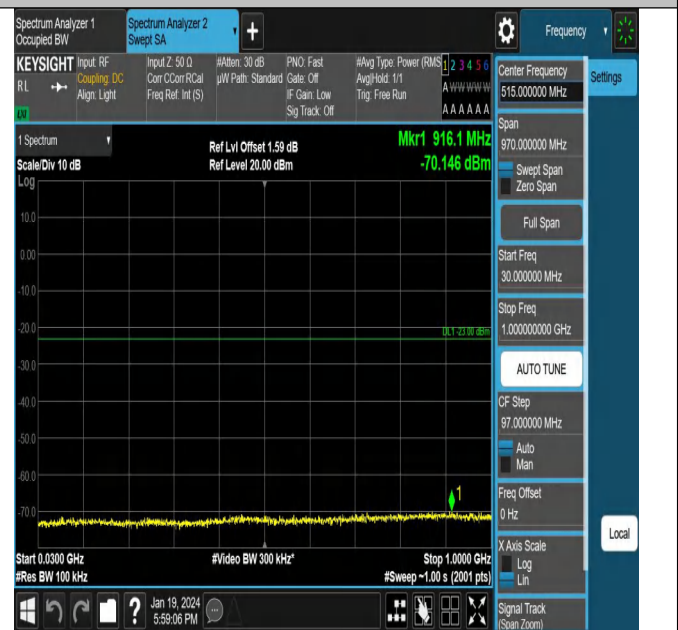 Spectrum Analyzer 1
Occupied BW
Spectrum Analyzer 2
Swept SA
+
Frequency
KEYSIGHT
RL
LXI
Input: RF
Coupling: DC
Align: Light
Input Z: 50 Ω
Corr CCorr RCal
Freq Ref: Int (S)
#Atten: 30 dB
µW Path: Standard
PNO: Fast
Gate: Off
IF Gain: Low
Sig Track: Off
#Avg Type: Power (RMS
Avg|Hold: 1/1
Trig: Free Run
1 2 3 4 5 6
A W W W W W
A A A A A A
1 Spectrum
Scale/Div 10 dB
Log
Ref Lvl Offset 1.59 dB
Ref Level 20.00 dBm
Mkr1 916.1 MHz
-70.146 dBm
10.0
0.00
-10.0
-20.0
DL1 -23.00 dBm
-30.0
-40.0
-50.0
-60.0
-70.0
1
Start 0.0300 GHz
#Res BW 100 kHz
#Video BW 300 kHz*
Stop 1.0000 GHz
#Sweep ~1.00 s (2001 pts)
Jan 19, 2024
5:59:06 PM
?
Center Frequency
515.000000 MHz
Settings
Span
970.000000 MHz
Swept Span
Zero Span
Full Span
Start Freq
30.000000 MHz
Stop Freq
1.000000000 GHz
AUTO TUNE
CF Step
97.000000 MHz
Auto
Man
Freq Offset
0 Hz
Local
X Axis Scale
Log
Lin
Signal Track
(Span Zoom)